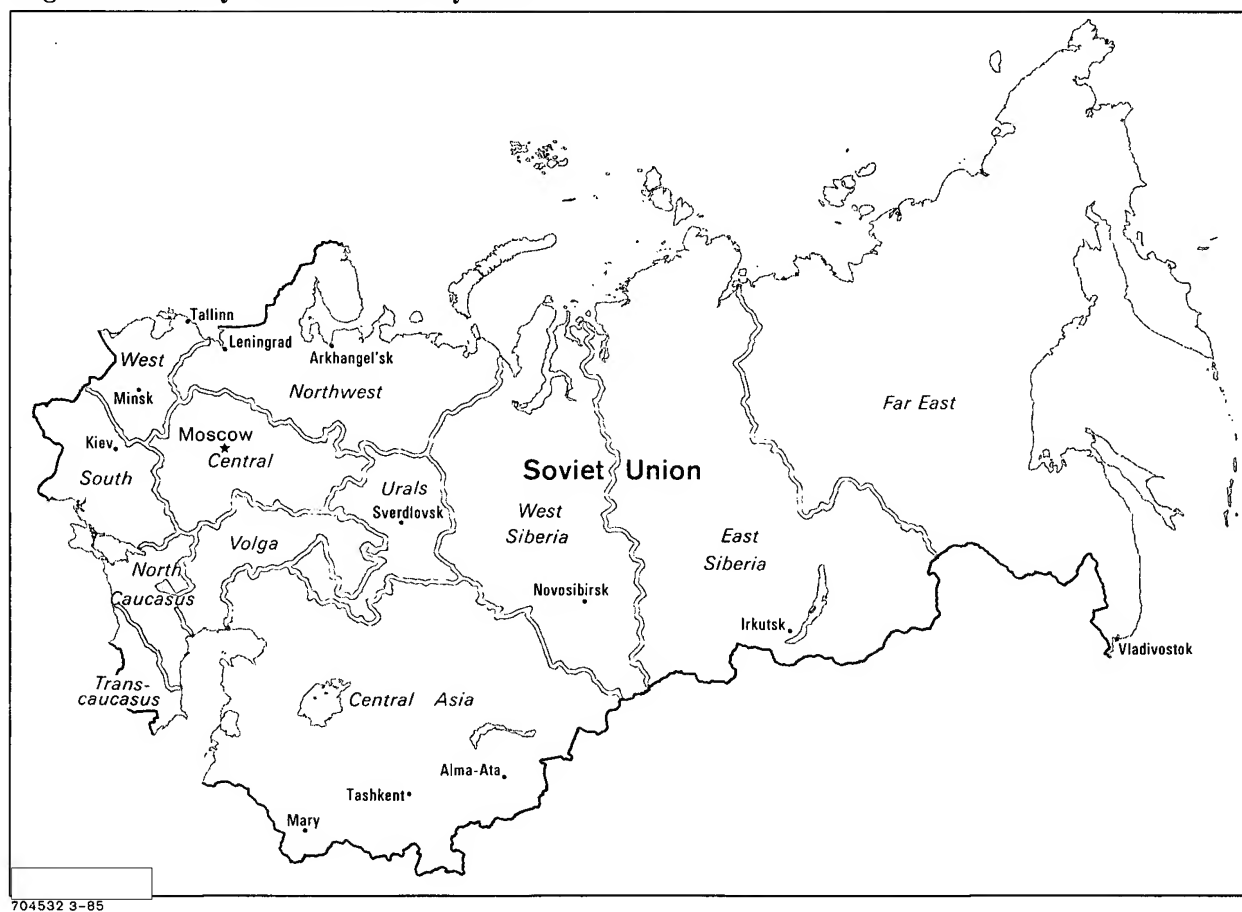 Tallinn
Leningrad
West
Arkhangel'sk
Minsk
Northwest
Far East
Moscow
Kiev
Central
Soviet Union
South
Urals
Sverdlovsk
West
Siberia
East
Siberia
Volga
North
Caucasus
Novosibirsk
Irkutsk
Vladivostok
Trans-
caucasus
Central Asia
Alma-Ata
Tashkent
Mary
704532 3-85